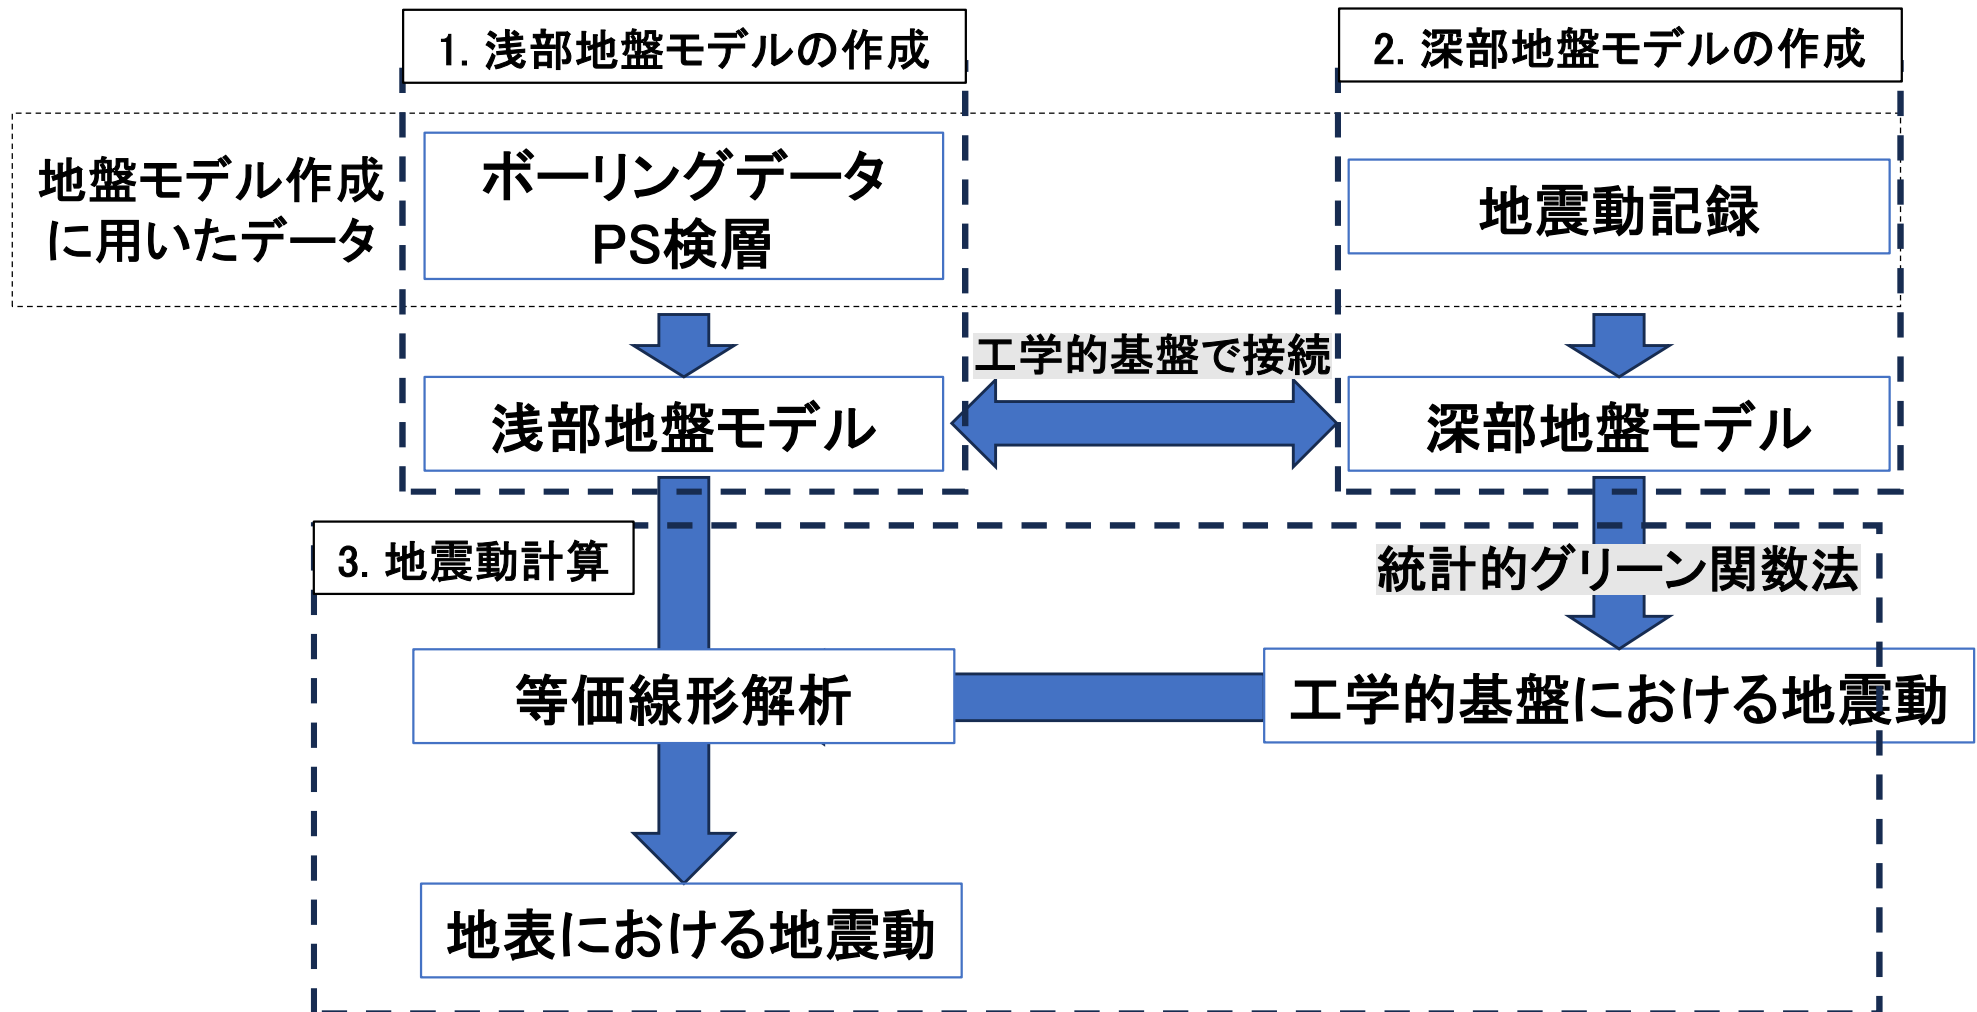 1. 浅部地盤モデルの作成
2. 深部地盤モデルの作成
地盤モデル作成
に用いたデータ
ボーリングデータ
PS検層
地震動記録
工学的基盤で接続
浅部地盤モデル
深部地盤モデル
3. 地震動計算
統計的グリーン関数法
等価線形解析
工学的基盤における地震動
地表における地震動